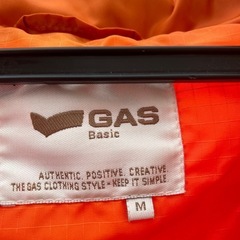 GAS
Basic
AUTHENTIC. POSITIVE. CREATIVE.
THE GAS CLOTHING STYLE - KEEP IT SIMPLE
M